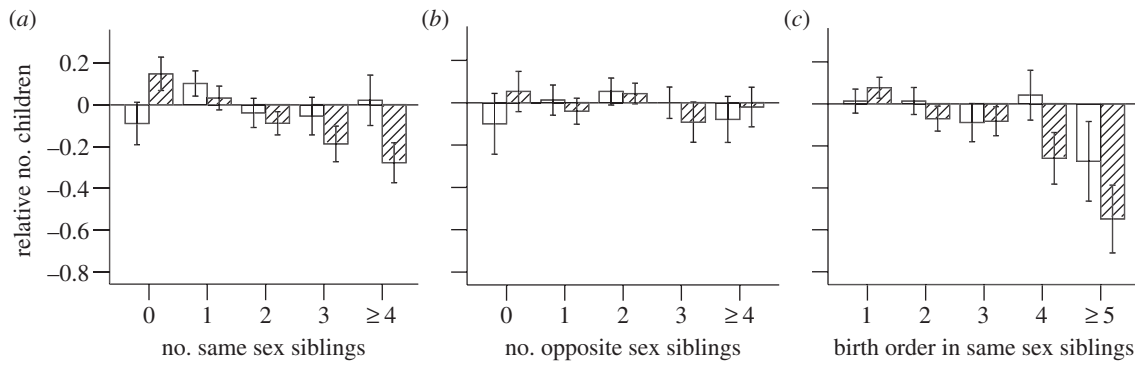 (a)
(b)
(c)
relative no. children
0.2
0
–0.2
–0.4
–0.6
–0.8
0 1 2 3 ≥4
no. same sex siblings
0 1 2 3 ≥4
no. opposite sex siblings
1 2 3 4 ≥5
birth order in same sex siblings